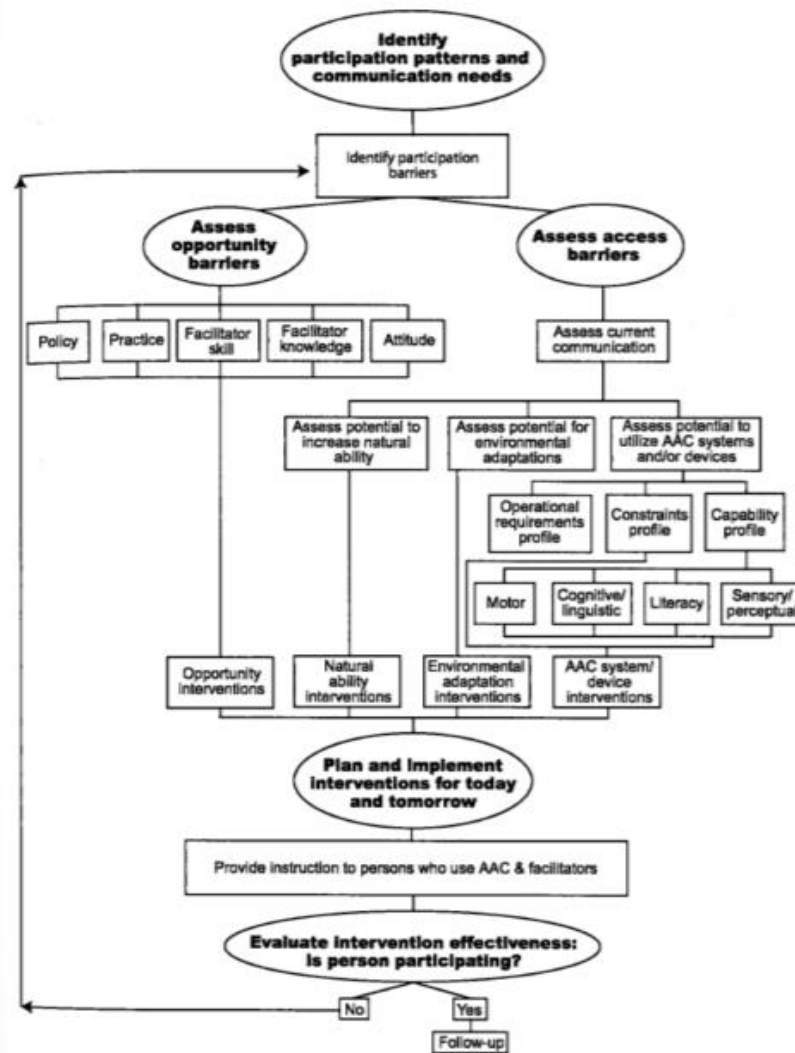 Identify
participation patterns and
communication needs
Identify participation
barriers
Assess
opportunity
barriers
Assess access
barriers
Policy
Practice
Facilitator
skill
Facilitator
knowledge
Attitude
Assess current
communication
Assess potential to
increase natural
ability
Assess potential for
environmental
adaptations
Assess potential to
utilize AAC systems
and/or devices
Operational
requirements
profile
Constraints
profile
Capability
profile
Motor
Cognitive/
linguistic
Literacy
Sensory/
perceptual
Opportunity
interventions
Natural
ability
interventions
Environmental
adaptation
interventions
AAC system/
device
interventions
Plan and implement
interventions for today
and tomorrow
Provide instruction to persons who use AAC & facilitators
Evaluate intervention effectiveness:
Is person participating?
No
Yes
Follow-up